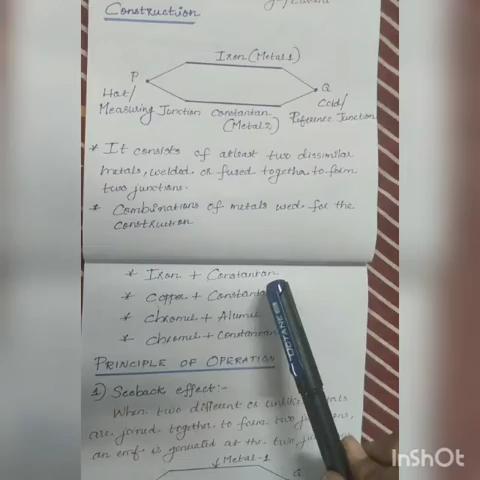 Construction
Iron (Metal 1)
P
Q
Hot/
Cold/
Measuring Junction
Constantan
Reference Junction
(Metal 2)
* It consists of atleast two dissimilar
metals, welded or fused together to form
two junctions.
* Combinations of metals used for the
construction
* Iron + Constantan
* Copper + Constantan
* Chromel + Alumel
* Chromel + Constantan
PRINCIPLE OF OPERATION
1) Seeback effect:-
When two different or unlike
are joined together to form two
an emf is generated at the two
Metal-1
Q
OCTANE
InShOt